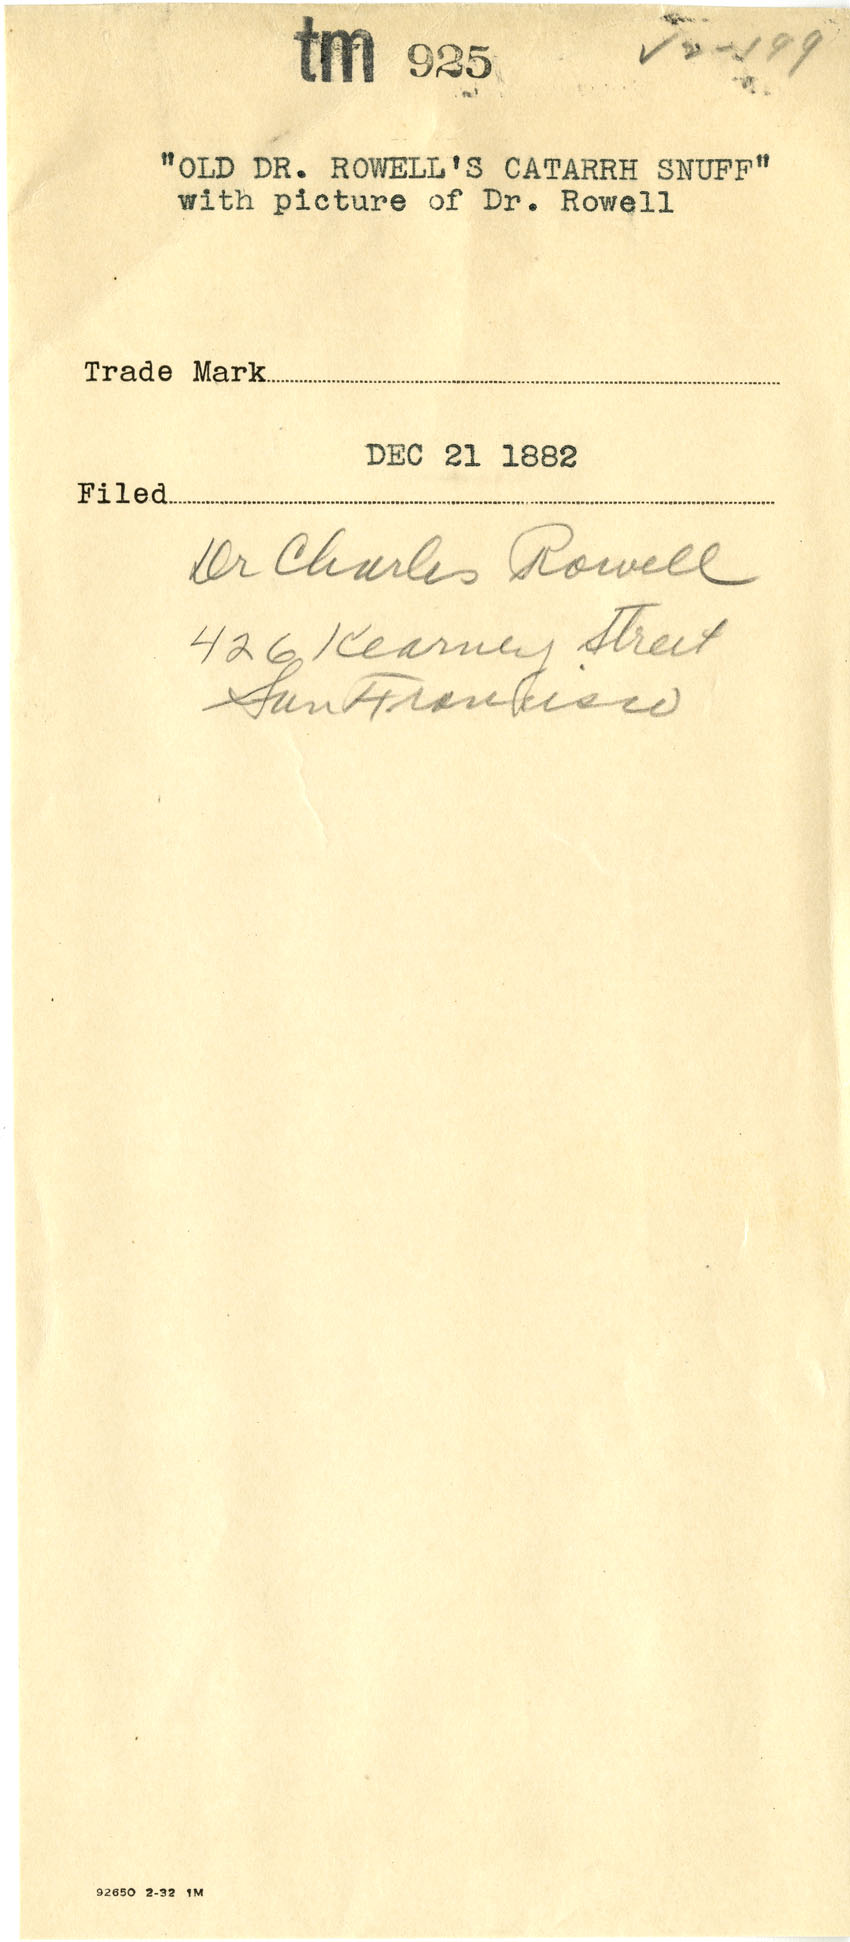 tm 925
"OLD DR. ROWELL'S CATARRH SNUFF"
with picture of Dr. Rowell
Trade Mark
DEC 21 1882
Filed
Dr Charles Rowell
426 Kearney Street
San Francisco
92650 2-32 1M